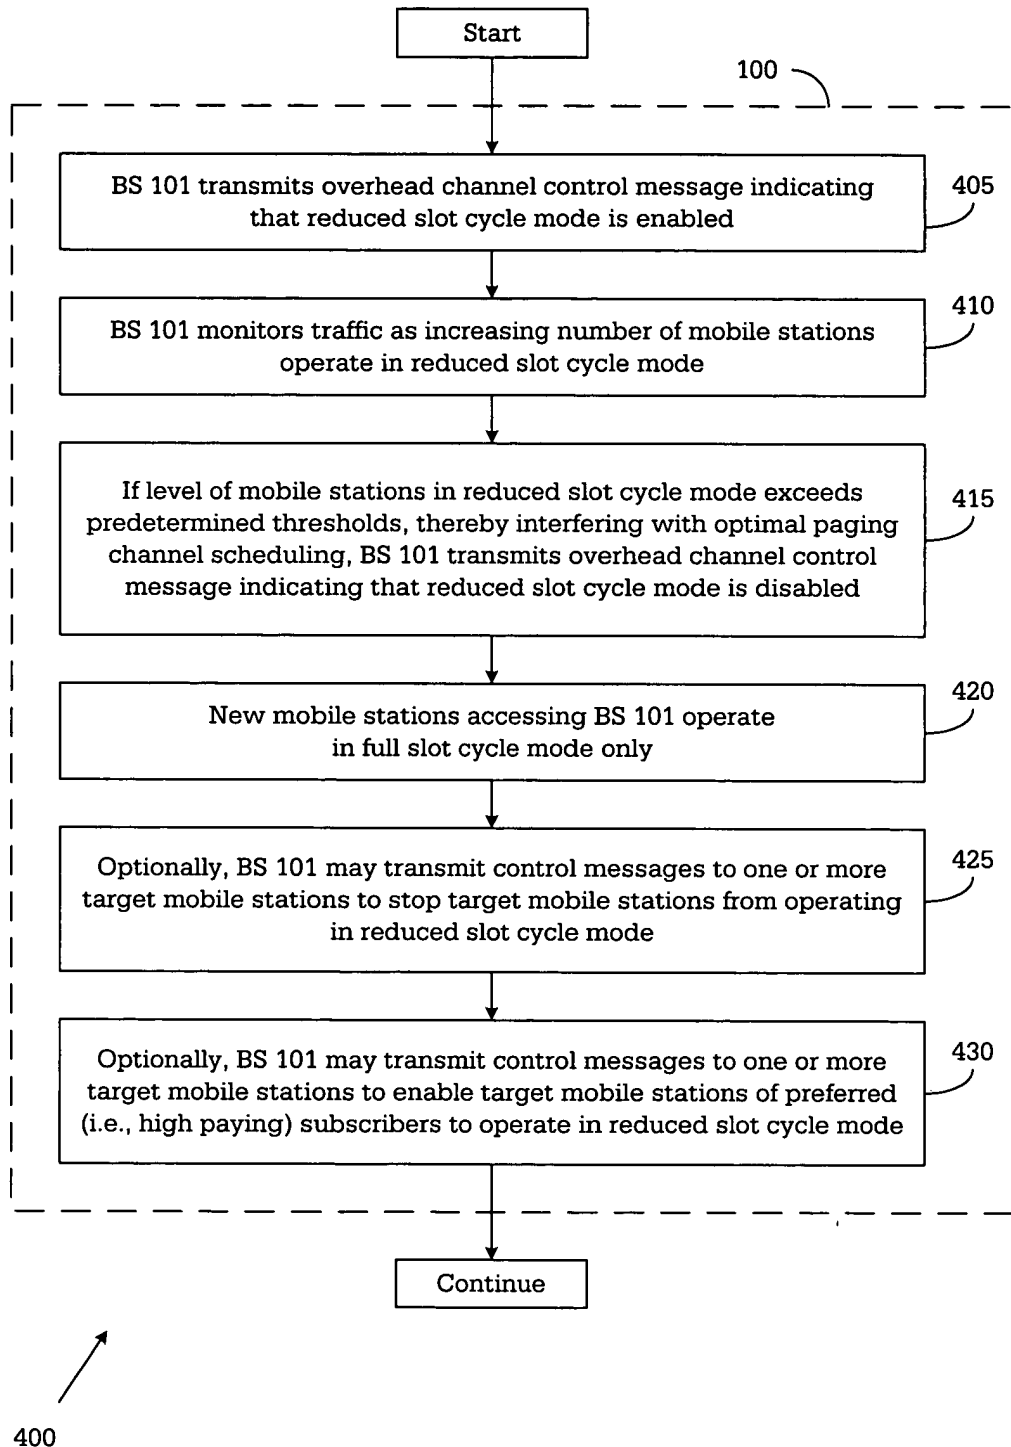 Start
100
BS 101 transmits overhead channel control message indicating
that reduced slot cycle mode is enabled
405
BS 101 monitors traffic as increasing number of mobile stations
operate in reduced slot cycle mode
410
If level of mobile stations in reduced slot cycle mode exceeds
predetermined thresholds, thereby interfering with optimal paging
channel scheduling, BS 101 transmits overhead channel control
message indicating that reduced slot cycle mode is disabled
415
New mobile stations accessing BS 101 operate
in full slot cycle mode only
420
Optionally, BS 101 may transmit control messages to one or more
target mobile stations to stop target mobile stations from operating
in reduced slot cycle mode
425
Optionally, BS 101 may transmit control messages to one or more
target mobile stations to enable target mobile stations of preferred
(i.e., high paying) subscribers to operate in reduced slot cycle mode
430
Continue
400